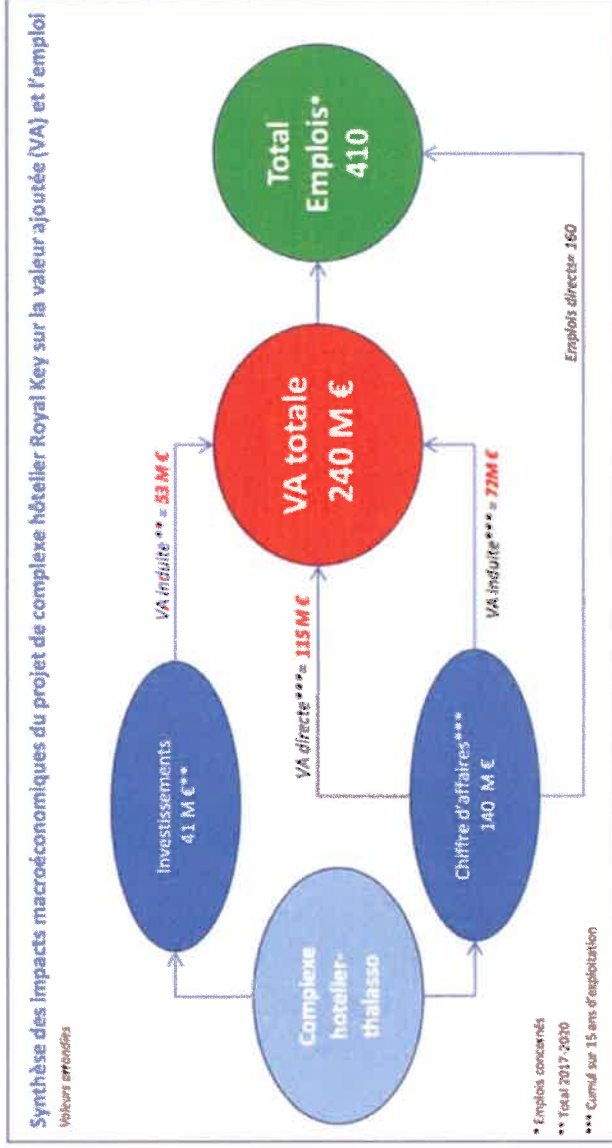 Synthèse des impacts macroéconomiques du projet de complexe hôtelier Royal Key sur la valeur ajoutée (VA) et l'emploi
Valeurs arrondies
Complexe
hotelier-
thalasso
Investissements
41 M €**
Chiffre d'affaires***
140 M €
VA induite ** = 53 M €
VA directe***= 115 M €
VA induite*** = 72M €
VA totale
240 M €
Total
Emplois*
410
Emplois directs= 160
* Emplois concernés
** Total 2017-2020
*** Cumul sur 15 ans d'exploitation